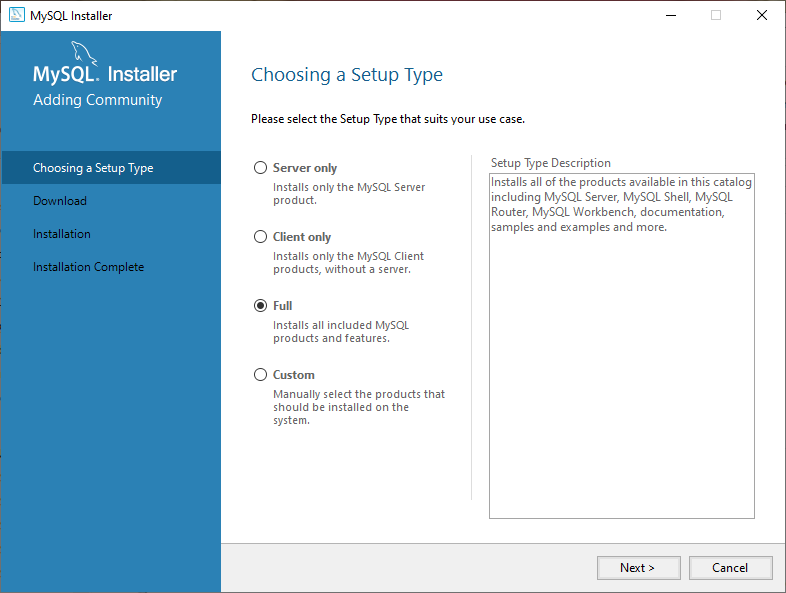 MySQL Installer
MySQL. Installer
Adding Community
Choosing a Setup Type
Download
Installation
Installation Complete
Choosing a Setup Type
Please select the Setup Type that suits your use case.
Server only
Installs only the MySQL Server
product.
Client only
Installs only the MySQL Client
products, without a server.
Full
Installs all included MySQL
products and features.
Custom
Manually select the products that
should be installed on the
system.
Setup Type Description
Installs all of the products available in this catalog
including MySQL Server, MySQL Shell, MySQL
Router, MySQL Workbench, documentation,
samples and examples and more.
Next >
Cancel